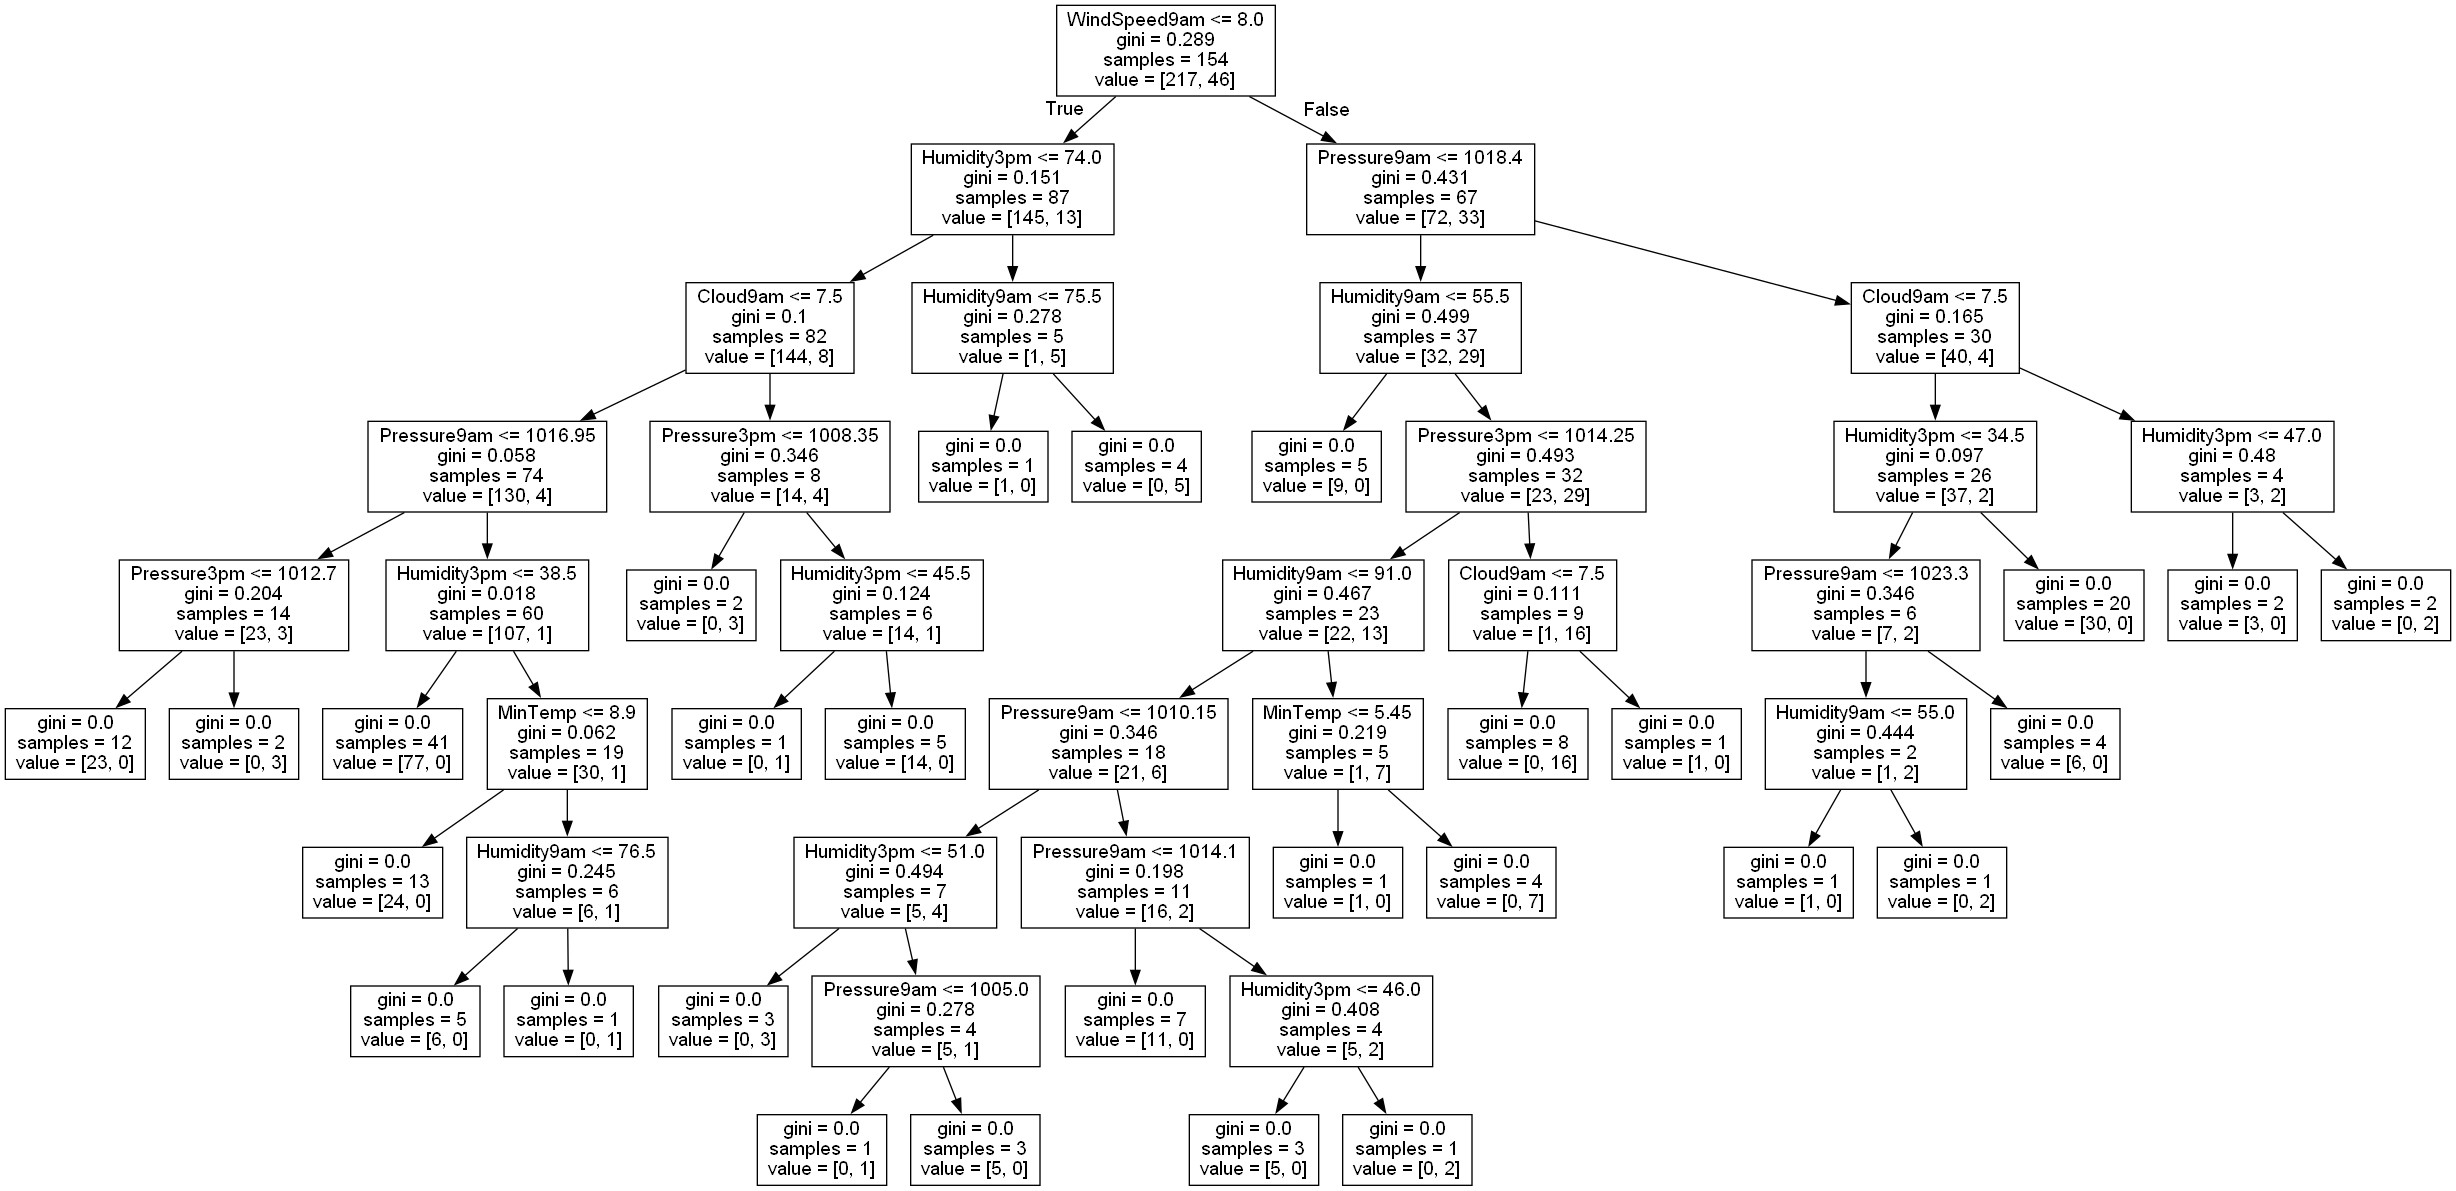 WindSpeed9am <= 8.0
gini = 0.289
samples = 154
value = [217, 46]
True
False
Humidity3pm <= 74.0
gini = 0.151
samples = 87
value = [145, 13]
Pressure9am <= 1018.4
gini = 0.431
samples = 67
value = [72, 33]
Cloud9am <= 7.5
gini = 0.1
samples = 82
value = [144, 8]
Humidity9am <= 75.5
gini = 0.278
samples = 5
value = [1, 5]
Humidity9am <= 55.5
gini = 0.499
samples = 37
value = [32, 29]
Cloud9am <= 7.5
gini = 0.165
samples = 30
value = [40, 4]
Pressure9am <= 1016.95
gini = 0.058
samples = 74
value = [130, 4]
Pressure3pm <= 1008.35
gini = 0.346
samples = 8
value = [14, 4]
gini = 0.0
samples = 1
value = [1, 0]
gini = 0.0
samples = 4
value = [0, 5]
gini = 0.0
samples = 5
value = [9, 0]
Pressure3pm <= 1014.25
gini = 0.493
samples = 32
value = [23, 29]
Humidity3pm <= 34.5
gini = 0.097
samples = 26
value = [37, 2]
Humidity3pm <= 47.0
gini = 0.48
samples = 4
value = [3, 2]
Pressure3pm <= 1012.7
gini = 0.204
samples = 14
value = [23, 3]
Humidity3pm <= 38.5
gini = 0.018
samples = 60
value = [107, 1]
gini = 0.0
samples = 2
value = [0, 3]
Humidity3pm <= 45.5
gini = 0.124
samples = 6
value = [14, 1]
Humidity9am <= 91.0
gini = 0.467
samples = 23
value = [22, 13]
Cloud9am <= 7.5
gini = 0.111
samples = 9
value = [1, 16]
Pressure9am <= 1023.3
gini = 0.346
samples = 6
value = [7, 2]
gini = 0.0
samples = 20
value = [30, 0]
gini = 0.0
samples = 2
value = [3, 0]
gini = 0.0
samples = 2
value = [0, 2]
gini = 0.0
samples = 12
value = [23, 0]
gini = 0.0
samples = 2
value = [0, 3]
gini = 0.0
samples = 41
value = [77, 0]
MinTemp <= 8.9
gini = 0.062
samples = 19
value = [30, 1]
gini = 0.0
samples = 1
value = [0, 1]
gini = 0.0
samples = 5
value = [14, 0]
Pressure9am <= 1010.15
gini = 0.346
samples = 18
value = [21, 6]
MinTemp <= 5.45
gini = 0.219
samples = 5
value = [1, 7]
gini = 0.0
samples = 8
value = [0, 16]
gini = 0.0
samples = 1
value = [1, 0]
Humidity9am <= 55.0
gini = 0.444
samples = 2
value = [1, 2]
gini = 0.0
samples = 4
value = [6, 0]
gini = 0.0
samples = 13
value = [24, 0]
Humidity9am <= 76.5
gini = 0.245
samples = 6
value = [6, 1]
Humidity3pm <= 51.0
gini = 0.494
samples = 7
value = [5, 4]
Pressure9am <= 1014.1
gini = 0.198
samples = 11
value = [16, 2]
gini = 0.0
samples = 1
value = [1, 0]
gini = 0.0
samples = 4
value = [0, 7]
gini = 0.0
samples = 1
value = [1, 0]
gini = 0.0
samples = 1
value = [0, 2]
gini = 0.0
samples = 5
value = [6, 0]
gini = 0.0
samples = 1
value = [0, 1]
gini = 0.0
samples = 3
value = [0, 3]
Pressure9am <= 1005.0
gini = 0.278
samples = 4
value = [5, 1]
gini = 0.0
samples = 7
value = [11, 0]
Humidity3pm <= 46.0
gini = 0.408
samples = 4
value = [5, 2]
gini = 0.0
samples = 1
value = [0, 1]
gini = 0.0
samples = 3
value = [5, 0]
gini = 0.0
samples = 3
value = [5, 0]
gini = 0.0
samples = 1
value = [0, 2]